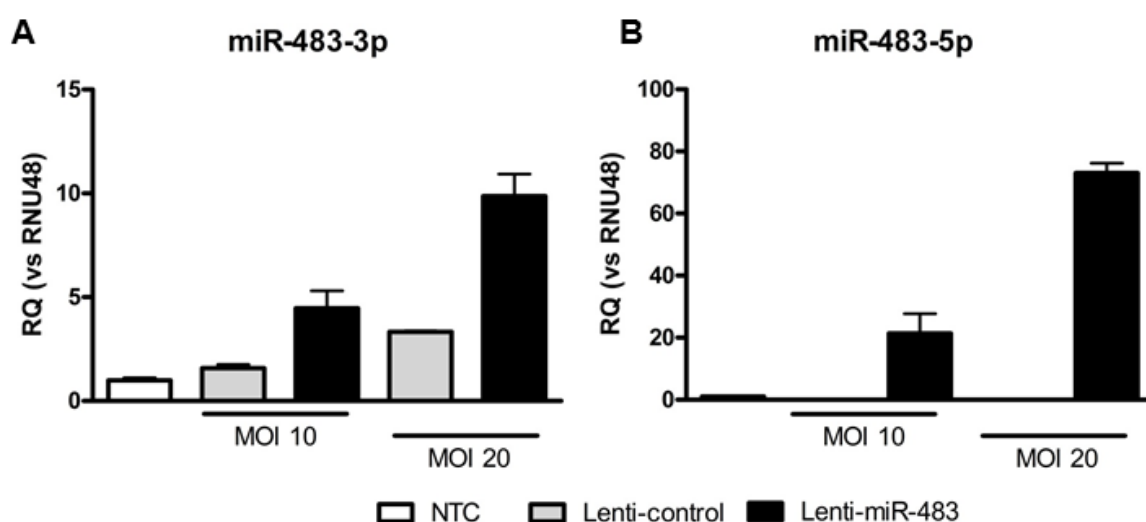 A
miR-483-3p
RQ (vs RNU48)
15
10
5
0
MOI 10
MOI 20
B
miR-483-5p
RQ (vs RNU48)
100
80
60
40
20
0
MOI 10
MOI 20
NTC
Lenti-control
Lenti-miR-483